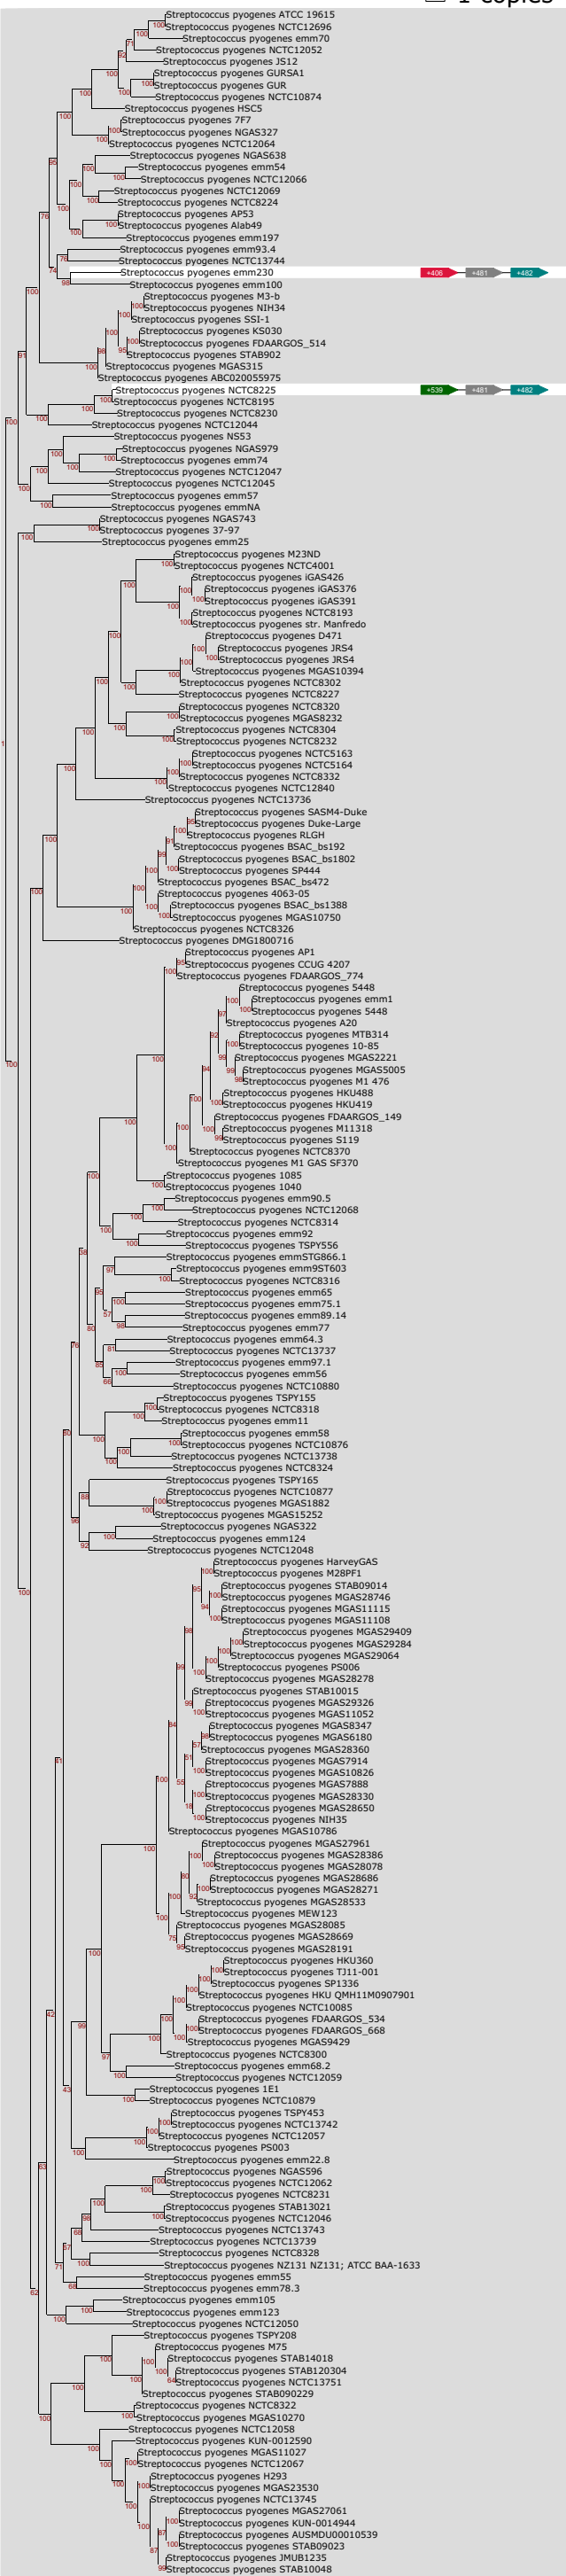 1 copies
Streptococcus pyogenes ATCC 19615
Streptococcus pyogenes NCTC12696
Streptococcus pyogenes emm70
Streptococcus pyogenes NCTC12052
Streptococcus pyogenes JS12
Streptococcus pyogenes GURSA1
Streptococcus pyogenes GUR
Streptococcus pyogenes NCTC10874
Streptococcus pyogenes HSC5
Streptococcus pyogenes 7F7
Streptococcus pyogenes NGAS327
Streptococcus pyogenes NCTC12064
Streptococcus pyogenes NGAS638
Streptococcus pyogenes emm54
Streptococcus pyogenes NCTC12066
Streptococcus pyogenes NCTC12069
Streptococcus pyogenes NCTC8224
Streptococcus pyogenes AP53
Streptococcus pyogenes Alab49
Streptococcus pyogenes emm197
Streptococcus pyogenes emm93.4
Streptococcus pyogenes NCTC13744
Streptococcus pyogenes emm230 +406 +481 +482
Streptococcus pyogenes emm100
Streptococcus pyogenes M3-b
Streptococcus pyogenes NIH34
Streptococcus pyogenes SSI-1
Streptococcus pyogenes KS030
Streptococcus pyogenes FDAARGOS_514
Streptococcus pyogenes STAB902
Streptococcus pyogenes MGAS315
Streptococcus pyogenes ABC020055975
Streptococcus pyogenes NCTC8225 +539 +481 +482
Streptococcus pyogenes NCTC8195
Streptococcus pyogenes NCTC8230
Streptococcus pyogenes NCTC12044
Streptococcus pyogenes NS53
Streptococcus pyogenes NGAS979
Streptococcus pyogenes emm74
Streptococcus pyogenes NCTC12047
Streptococcus pyogenes NCTC12045
Streptococcus pyogenes emm57
Streptococcus pyogenes emmNA
Streptococcus pyogenes NGAS743
Streptococcus pyogenes 37-97
Streptococcus pyogenes emm25
Streptococcus pyogenes M23ND
Streptococcus pyogenes NCTC4001
Streptococcus pyogenes iGAS426
Streptococcus pyogenes iGAS376
Streptococcus pyogenes iGAS391
Streptococcus pyogenes NCTC8193
Streptococcus pyogenes str. Manfredo
Streptococcus pyogenes D471
Streptococcus pyogenes JRS4
Streptococcus pyogenes JRS4
Streptococcus pyogenes MGAS10394
Streptococcus pyogenes NCTC8302
Streptococcus pyogenes NCTC8227
Streptococcus pyogenes NCTC8320
Streptococcus pyogenes MGAS8232
Streptococcus pyogenes NCTC8304
Streptococcus pyogenes NCTC8232
Streptococcus pyogenes NCTC5163
Streptococcus pyogenes NCTC5164
Streptococcus pyogenes NCTC8332
Streptococcus pyogenes NCTC12840
Streptococcus pyogenes NCTC13736
Streptococcus pyogenes SASM4-Duke
Streptococcus pyogenes Duke-Large
Streptococcus pyogenes RLGH
Streptococcus pyogenes BSAC_bs192
Streptococcus pyogenes BSAC_bs1802
Streptococcus pyogenes SP444
Streptococcus pyogenes BSAC_bs472
Streptococcus pyogenes 4063-05
Streptococcus pyogenes BSAC_bs1388
Streptococcus pyogenes MGAS10750
Streptococcus pyogenes NCTC8326
Streptococcus pyogenes DMG1800716
Streptococcus pyogenes AP1
Streptococcus pyogenes CCUG 4207
Streptococcus pyogenes FDAARGOS_774
Streptococcus pyogenes 5448
Streptococcus pyogenes emm1
Streptococcus pyogenes 5448
Streptococcus pyogenes A20
Streptococcus pyogenes MTB314
Streptococcus pyogenes 10-85
Streptococcus pyogenes MGAS2221
Streptococcus pyogenes MGAS5005
Streptococcus pyogenes M1 476
Streptococcus pyogenes HKU488
Streptococcus pyogenes HKU419
Streptococcus pyogenes FDAARGOS_149
Streptococcus pyogenes M11318
Streptococcus pyogenes S119
Streptococcus pyogenes NCTC8370
Streptococcus pyogenes M1 GAS SF370
Streptococcus pyogenes 1085
Streptococcus pyogenes 1040
Streptococcus pyogenes emm90.5
Streptococcus pyogenes NCTC12068
Streptococcus pyogenes NCTC8314
Streptococcus pyogenes emm92
Streptococcus pyogenes TSPY556
Streptococcus pyogenes emmSTG866.1
Streptococcus pyogenes emm9ST603
Streptococcus pyogenes NCTC8316
Streptococcus pyogenes emm65
Streptococcus pyogenes emm75.1
Streptococcus pyogenes emm89.14
Streptococcus pyogenes emm77
Streptococcus pyogenes emm64.3
Streptococcus pyogenes NCTC13737
Streptococcus pyogenes emm97.1
Streptococcus pyogenes emm56
Streptococcus pyogenes NCTC10880
Streptococcus pyogenes TSPY155
Streptococcus pyogenes NCTC8318
Streptococcus pyogenes emm11
Streptococcus pyogenes emm58
Streptococcus pyogenes NCTC10876
Streptococcus pyogenes NCTC13738
Streptococcus pyogenes NCTC8324
Streptococcus pyogenes TSPY165
Streptococcus pyogenes NCTC10877
Streptococcus pyogenes MGAS1882
Streptococcus pyogenes MGAS15252
Streptococcus pyogenes NGAS322
Streptococcus pyogenes emm124
Streptococcus pyogenes NCTC12048
Streptococcus pyogenes HarveyGAS
Streptococcus pyogenes M28PF1
Streptococcus pyogenes STAB09014
Streptococcus pyogenes MGAS28746
Streptococcus pyogenes MGAS11115
Streptococcus pyogenes MGAS11108
Streptococcus pyogenes MGAS29409
Streptococcus pyogenes MGAS29284
Streptococcus pyogenes MGAS29064
Streptococcus pyogenes PS006
Streptococcus pyogenes MGAS28278
Streptococcus pyogenes STAB10015
Streptococcus pyogenes MGAS29326
Streptococcus pyogenes MGAS11052
Streptococcus pyogenes MGAS8347
Streptococcus pyogenes MGAS6180
Streptococcus pyogenes MGAS28360
Streptococcus pyogenes MGAS7914
Streptococcus pyogenes MGAS10826
Streptococcus pyogenes MGAS7888
Streptococcus pyogenes MGAS28330
Streptococcus pyogenes MGAS28650
Streptococcus pyogenes NIH35
Streptococcus pyogenes MGAS10786
Streptococcus pyogenes MGAS27961
Streptococcus pyogenes MGAS28386
Streptococcus pyogenes MGAS28078
Streptococcus pyogenes MGAS28686
Streptococcus pyogenes MGAS28271
Streptococcus pyogenes MGAS28533
Streptococcus pyogenes MEW123
Streptococcus pyogenes MGAS28085
Streptococcus pyogenes MGAS28669
Streptococcus pyogenes MGAS28191
Streptococcus pyogenes HKU360
Streptococcus pyogenes TJ11-001
Streptococcus pyogenes SP1336
Streptococcus pyogenes HKU QMH11M0907901
Streptococcus pyogenes NCTC10085
Streptococcus pyogenes FDAARGOS_534
Streptococcus pyogenes FDAARGOS_668
Streptococcus pyogenes MGAS9429
Streptococcus pyogenes NCTC8300
Streptococcus pyogenes emm68.2
Streptococcus pyogenes NCTC12059
Streptococcus pyogenes 1E1
Streptococcus pyogenes NCTC10879
Streptococcus pyogenes TSPY453
Streptococcus pyogenes NCTC13742
Streptococcus pyogenes NCTC12057
Streptococcus pyogenes PS003
Streptococcus pyogenes emm22.8
Streptococcus pyogenes NGAS596
Streptococcus pyogenes NCTC12062
Streptococcus pyogenes NCTC8231
Streptococcus pyogenes STAB13021
Streptococcus pyogenes NCTC12046
Streptococcus pyogenes NCTC13743
Streptococcus pyogenes NCTC13739
Streptococcus pyogenes NCTC8328
Streptococcus pyogenes NZ131 NZ131; ATCC BAA-1633
Streptococcus pyogenes emm55
Streptococcus pyogenes emm78.3
Streptococcus pyogenes emm105
Streptococcus pyogenes emm123
Streptococcus pyogenes NCTC12050
Streptococcus pyogenes TSPY208
Streptococcus pyogenes M75
Streptococcus pyogenes STAB14018
Streptococcus pyogenes STAB120304
Streptococcus pyogenes NCTC13751
Streptococcus pyogenes STAB090229
Streptococcus pyogenes NCTC8322
Streptococcus pyogenes MGAS10270
Streptococcus pyogenes NCTC12058
Streptococcus pyogenes KUN-0012590
Streptococcus pyogenes MGAS11027
Streptococcus pyogenes NCTC12067
Streptococcus pyogenes H293
Streptococcus pyogenes MGAS23530
Streptococcus pyogenes NCTC13745
Streptococcus pyogenes MGAS27061
Streptococcus pyogenes KUN-0014944
Streptococcus pyogenes AUSMDU00010539
Streptococcus pyogenes STAB09023
Streptococcus pyogenes JMUB1235
Streptococcus pyogenes STAB10048